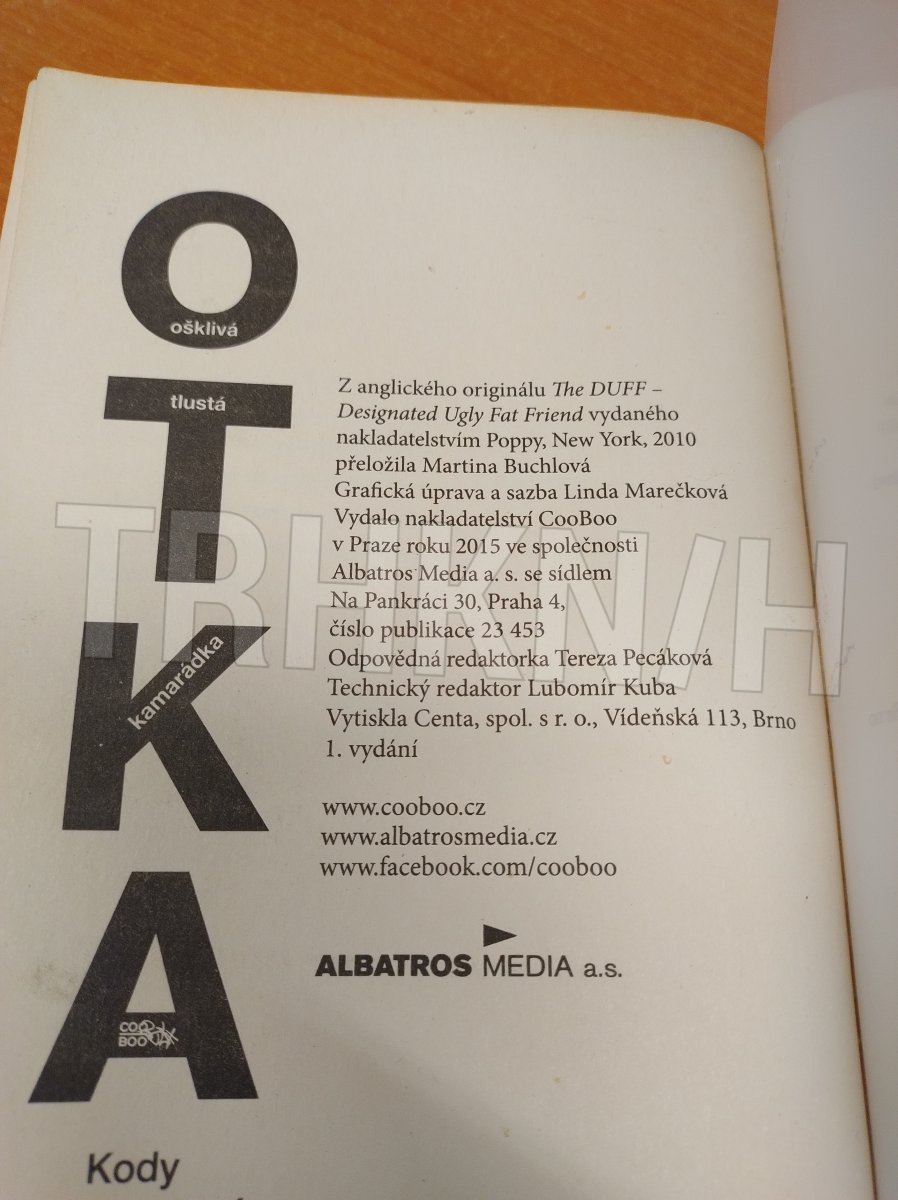 O
ošklivá
T
tlustá
K
kamarádka
A
COO
BOO
Kody
Z anglického originálu The DUFF –
Designated Ugly Fat Friend vydaného
nakladatelstvím Poppy, New York, 2010
přeložila Martina Buchlová
Grafická úprava a sazba Linda Marečková
Vydalo nakladatelství CooBoo
v Praze roku 2015 ve společnosti
Albatros Media a. s. se sídlem
Na Pankráci 30, Praha 4,
číslo publikace 23 453
Odpovědná redaktorka Tereza Pecáková
Technický redaktor Lubomír Kuba
Vytiskla Centa, spol. s r. o., Vídeňská 113, Brno
1. vydání
www.cooboo.cz
www.albatrosmedia.cz
www.facebook.com/cooboo
ALBATROS MEDIA a.s.
TRHKNIH